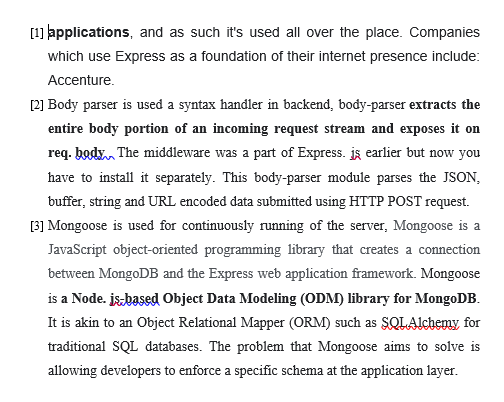 [1] applications, and as such it's used all over the place. Companies
which use Express as a foundation of their internet presence include:
Accenture.
[2] Body parser is used a syntax handler in backend, body-parser extracts the
entire body portion of an incoming request stream and exposes it on
req. body. The middleware was a part of Express. js earlier but now you
have to install it separately. This body-parser module parses the JSON,
buffer, string and URL encoded data submitted using HTTP POST request.
[3] Mongoose is used for continuously running of the server, Mongoose is a
JavaScript object-oriented programming library that creates a connection
between MongoDB and the Express web application framework. Mongoose
is a Node. js-based Object Data Modeling (ODM) library for MongoDB.
It is akin to an Object Relational Mapper (ORM) such as SQLAlchemy for
traditional SQL databases. The problem that Mongoose aims to solve is
allowing developers to enforce a specific schema at the application layer.